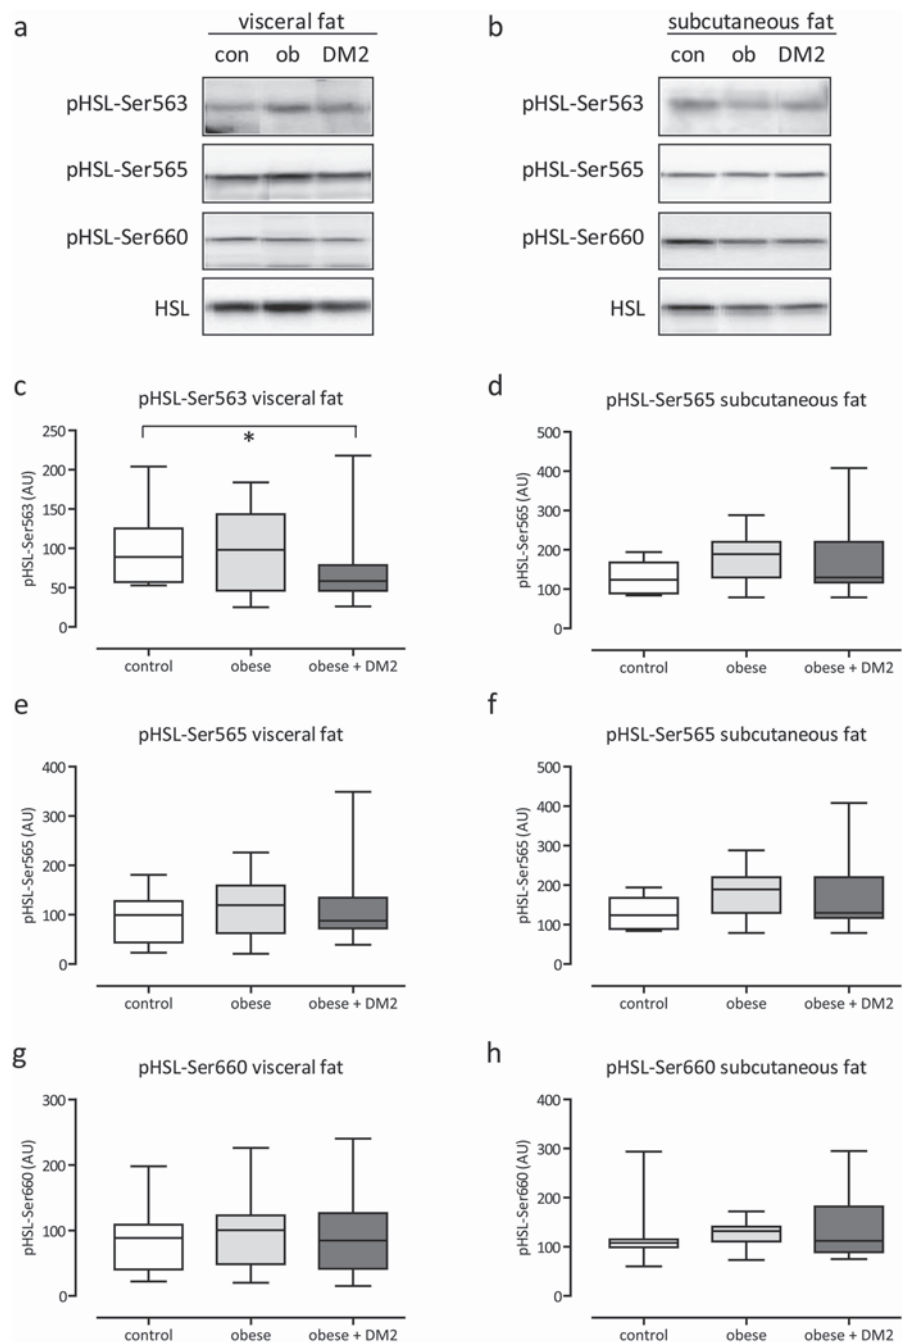 a
visceral fat
con ob DM2
pHSL-Ser563
pHSL-Ser565
pHSL-Ser660
HSL
b
subcutaneous fat
con ob DM2
pHSL-Ser563
pHSL-Ser565
pHSL-Ser660
HSL
c
pHSL-Ser563 visceral fat
pHSL-Ser563 (AU)
250
200
150
100
50
0
*
control obese obese + DM2
d
pHSL-Ser565 subcutaneous fat
pHSL-Ser565 (AU)
500
400
300
200
100
0
control obese obese + DM2
e
pHSL-Ser565 visceral fat
pHSL-Ser565 (AU)
400
300
200
100
0
control obese obese + DM2
f
pHSL-Ser565 subcutaneous fat
pHSL-Ser565 (AU)
500
400
300
200
100
0
control obese obese + DM2
g
pHSL-Ser660 visceral fat
pHSL-Ser660 (AU)
300
200
100
0
control obese obese + DM2
h
pHSL-Ser660 subcutaneous fat
pHSL-Ser660 (AU)
400
300
200
100
0
control obese obese + DM2